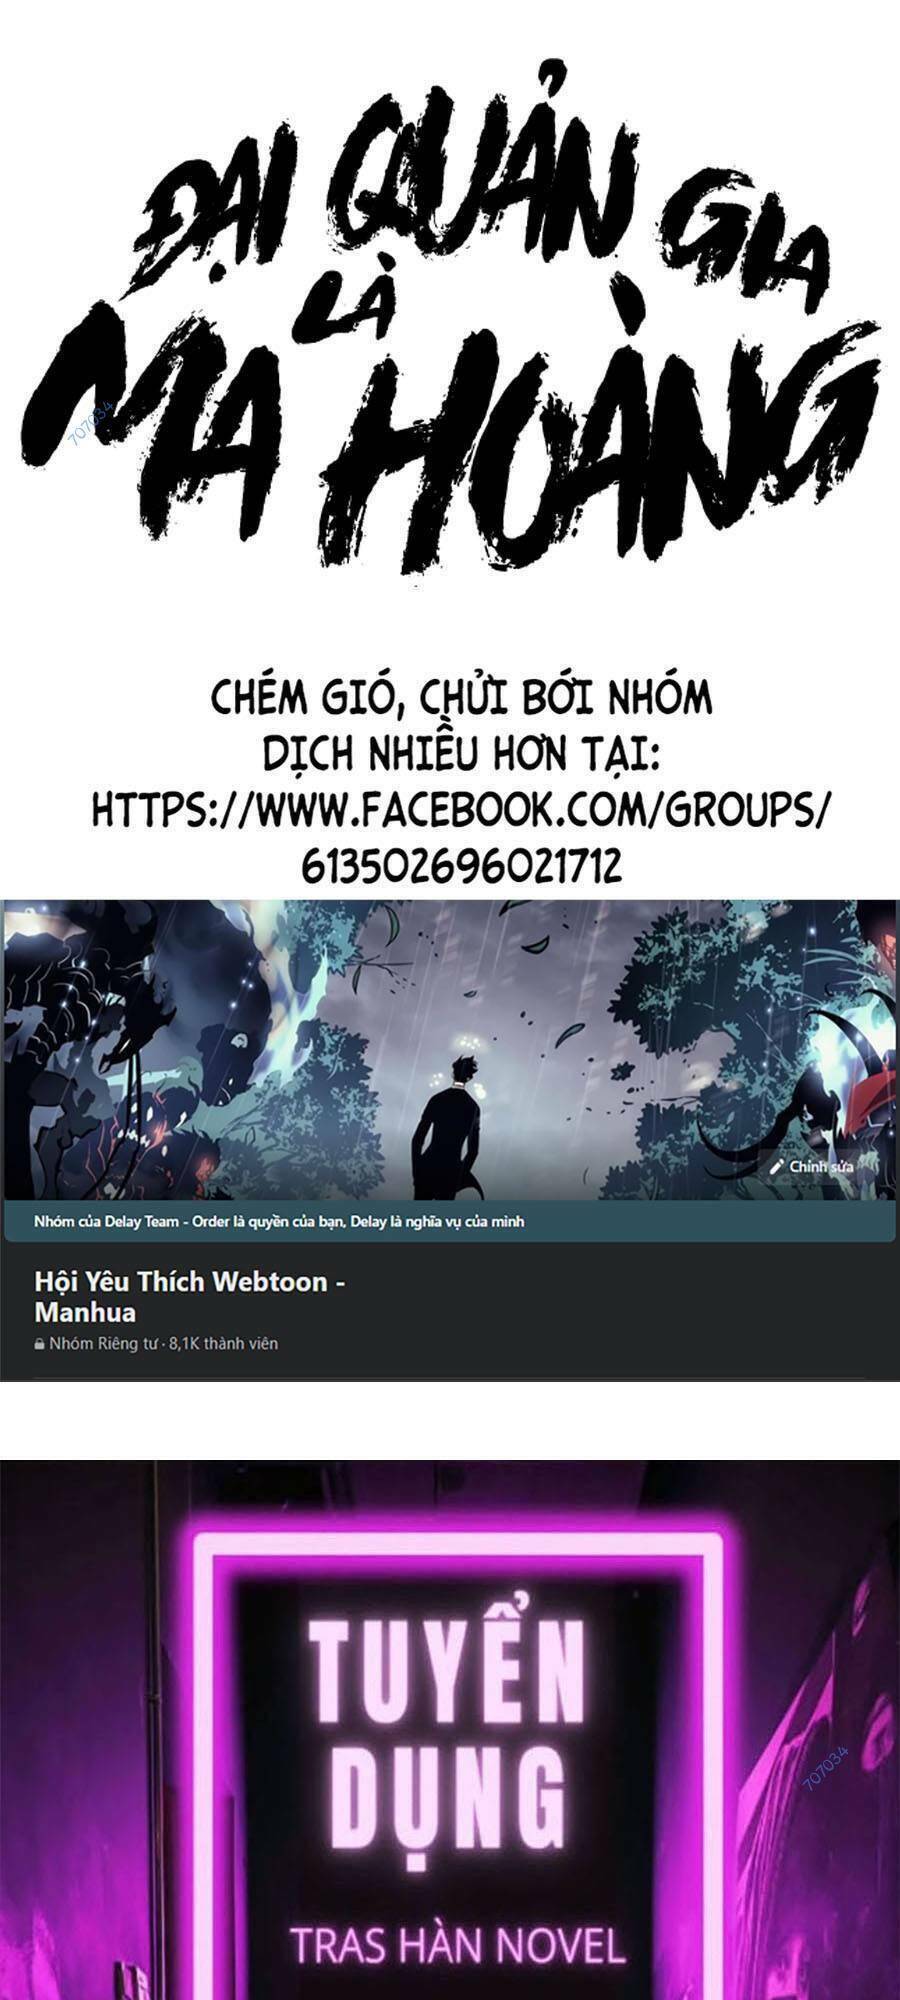 ĐẠI QUẢN GIA
LÀ
MA HOÀNG
707034
CHÉM GIÓ, CHỬI BỚI NHÓM
DỊCH NHIỀU HƠN TẠI:
HTTPS://WWW.FACEBOOK.COM/GROUPS/
613502696021712
Chỉnh sửa
Nhóm của Delay Team - Order là quyền của bạn, Delay là nghĩa vụ của mình
Hội Yêu Thích Webtoon -
Manhua
Nhóm Riêng tư · 8,1K thành viên
TUYỂN
DỤNG
707034
TRAS HÀN NOVEL